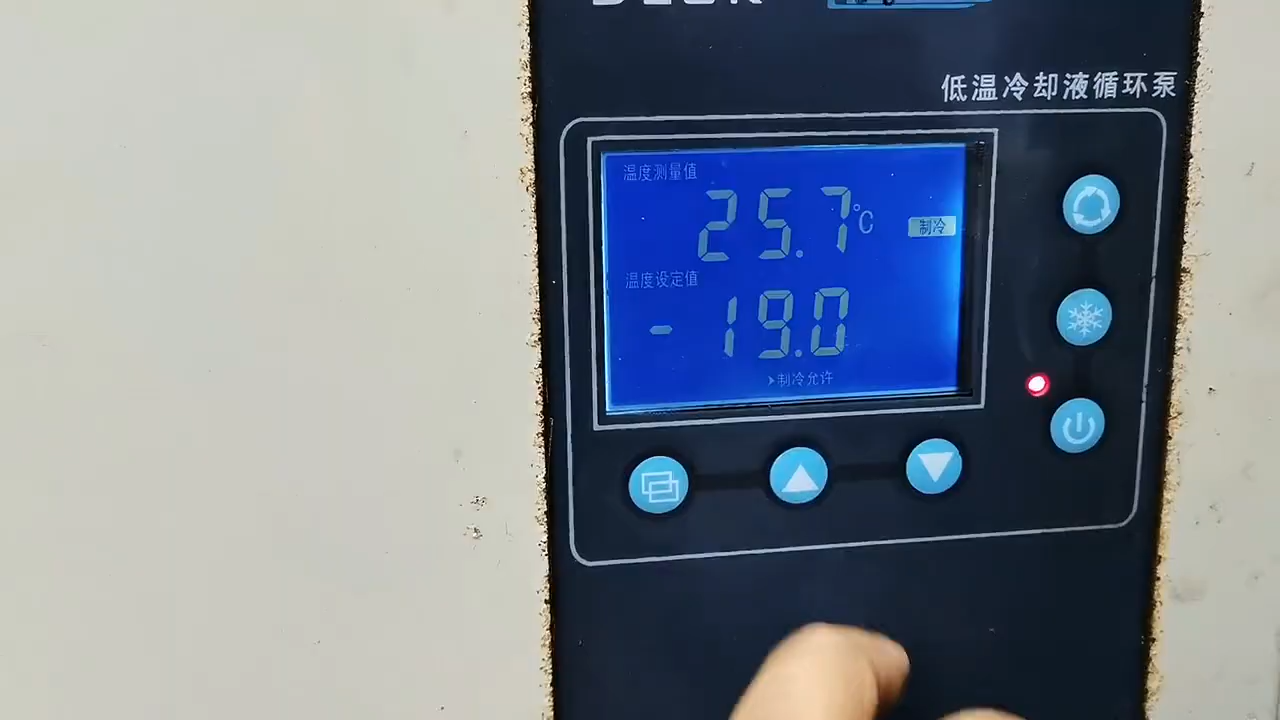 低温冷却液循环泵
温度测量值
25.7℃
制冷
温度设定值
-19.0
›制冷允许